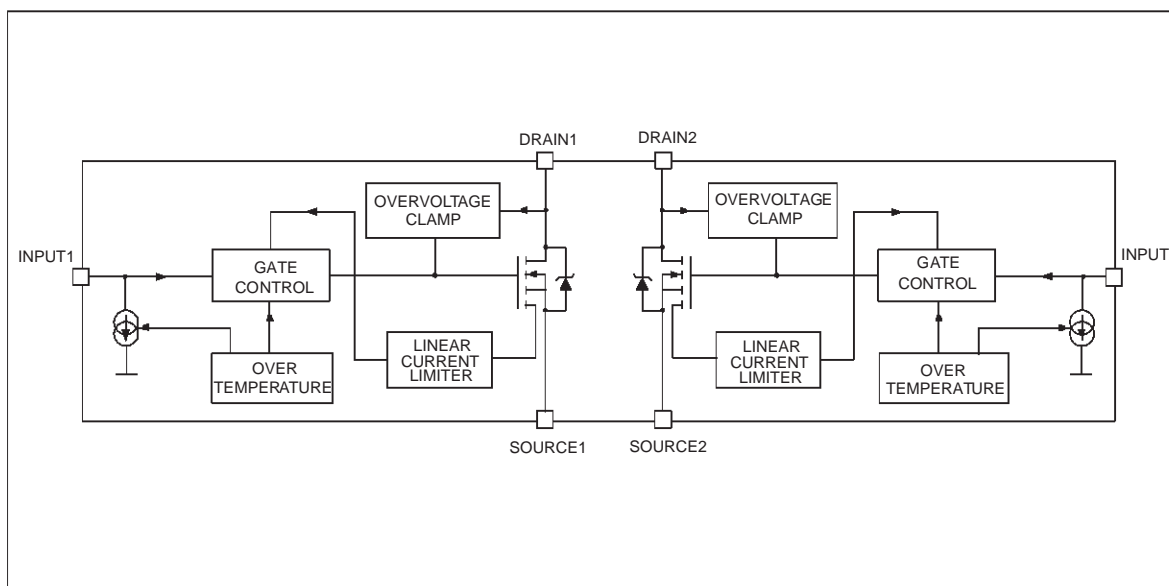 DRAIN1
DRAIN2
OVERVOLTAGE
CLAMP
OVERVOLTAGE
CLAMP
INPUT1
GATE
CONTROL
GATE
CONTROL
INPUT
LINEAR
CURRENT
LIMITER
LINEAR
CURRENT
LIMITER
OVER
TEMPERATURE
OVER
TEMPERATURE
SOURCE1
SOURCE2